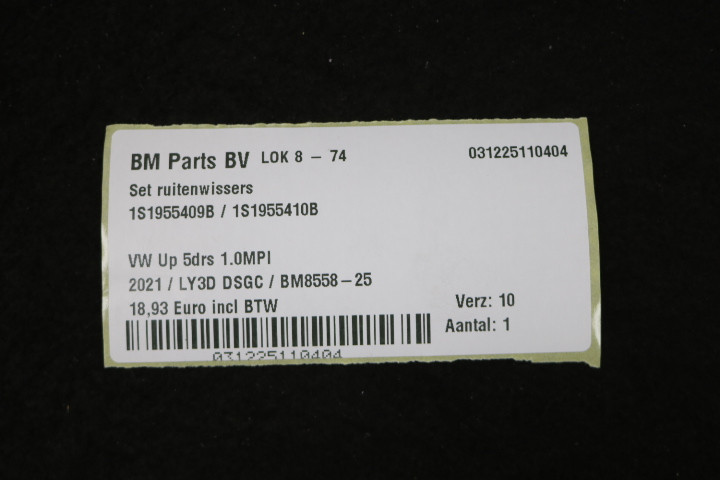 BM Parts BV LOK 8 - 74 031225110404
Set ruitenwissers
1S1955409B / 1S1955410B
VW Up 5drs 1.0MPI
2021 / LY3D DSGC / BM8558-25
18,93 Euro incl BTW
Verz: 10
Aantal: 1
031225110404